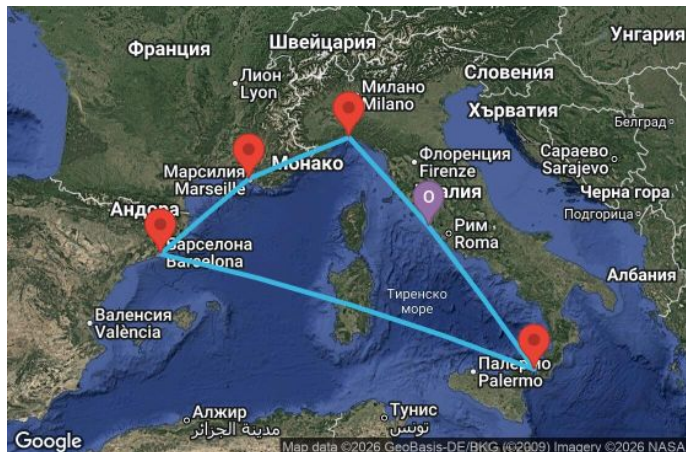 Франция
Швейцария
Унгария
Лион
Lyon
Милано
Milano
Словения
Хърватия
Белград
Марсилия
Marseille
Монако
Флоренция
Firenze
Сараево
Sarajevo
Андора
Италия
Черна гора
Подгорица
Рим
Roma
Барселона
Barcelona
Албания
Тиренско
море
Валенсия
València
Палермо
Palermo
Алжир
مدينة الجزائر
Тунис
تونس
O
Google
Map data ©2026 GeoBasis-DE/BKG (©2009) Imagery ©2026 NASA